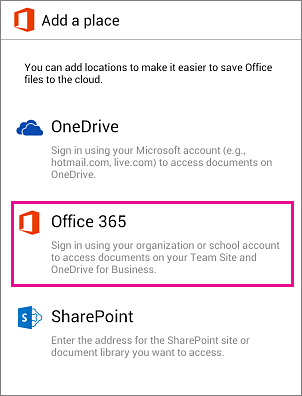 Add a place
You can add locations to make it easier to save Office
files to the cloud.
OneDrive
Sign in using your Microsoft account (e.g.,
hotmail.com, live.com) to access documents on
OneDrive.
Office 365
Sign in using your organization or school account
to access documents on your Team Site and
OneDrive for Business.
SharePoint
Enter the address for the SharePoint site or
document library you want to access.